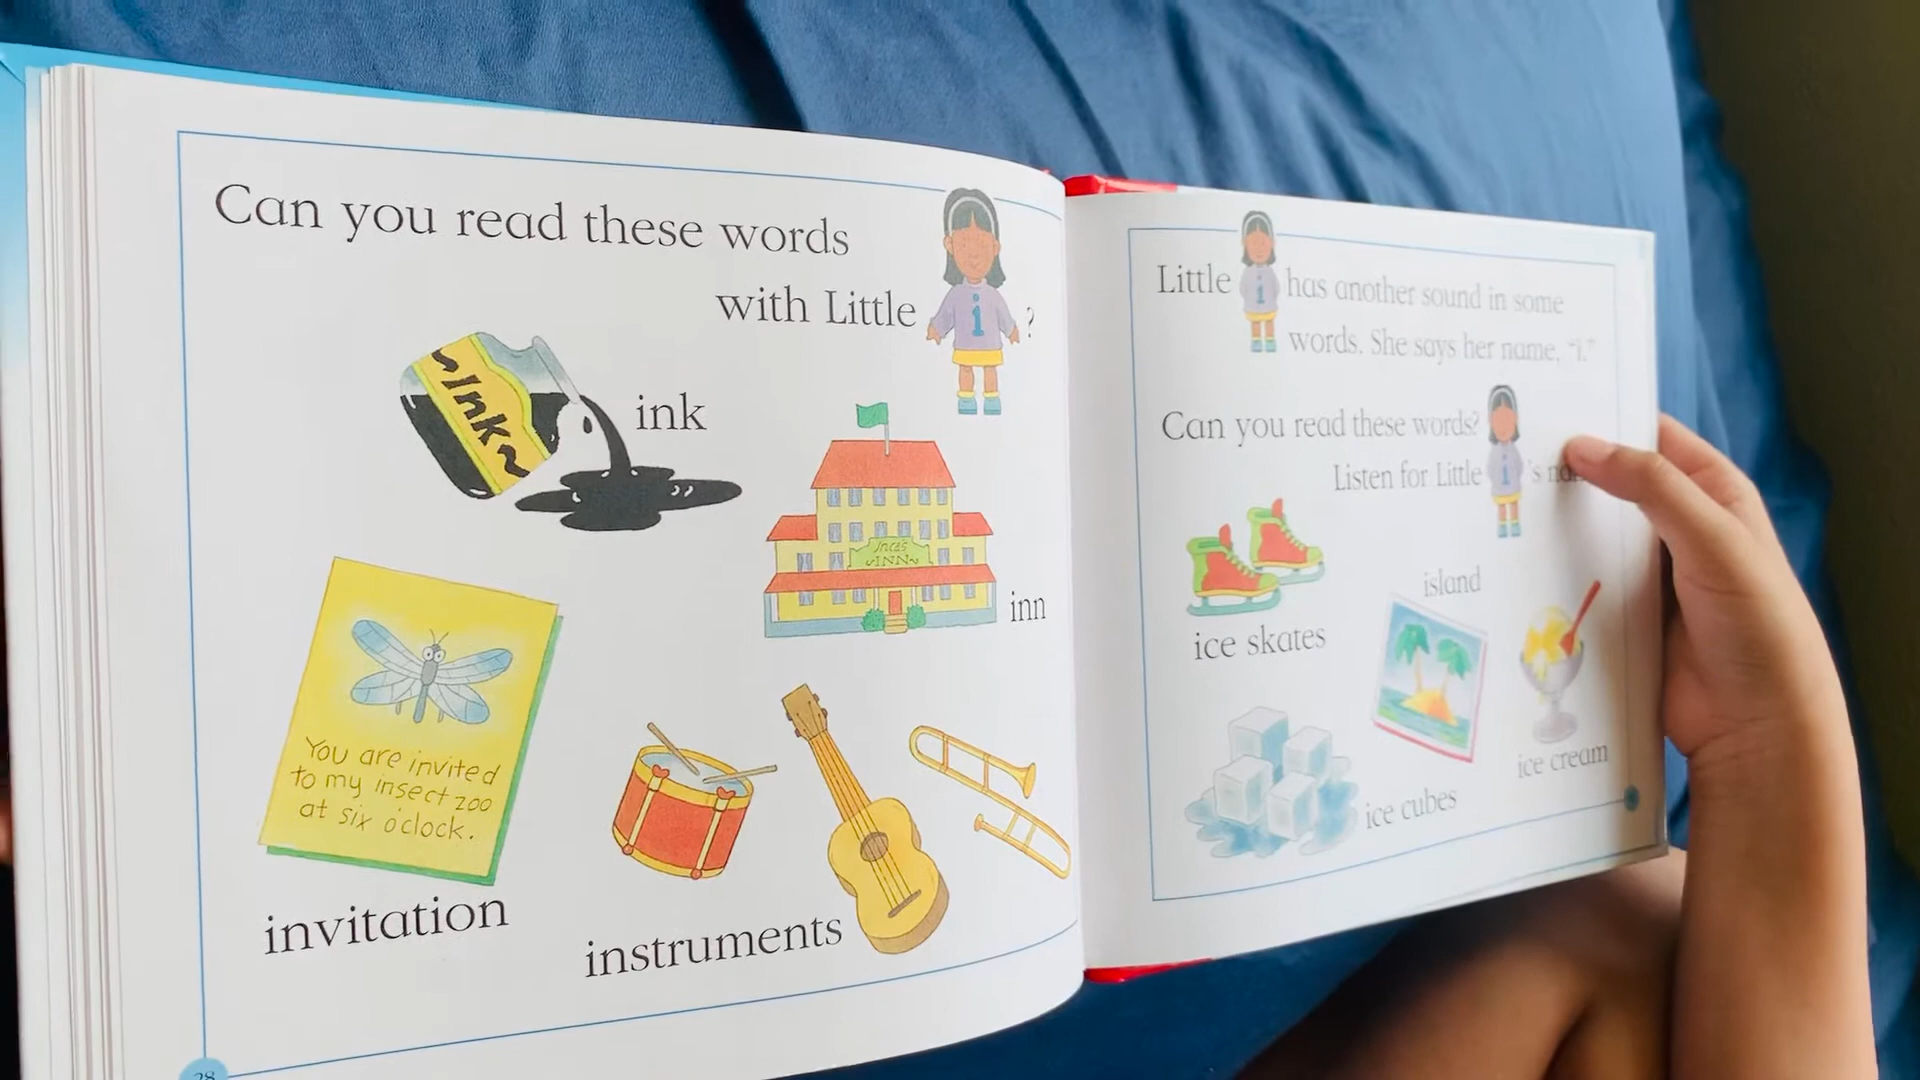 Can you read these words
with Little i ?
Ink
ink
Inca's
INN
inn
You are invited
to my insect zoo
at six o'clock.
invitation
instruments
28
Little i has another sound in some
words. She says her name, "i."
Can you read these words?
Listen for Little i 's
ice skates
island
ice cream
ice cubes